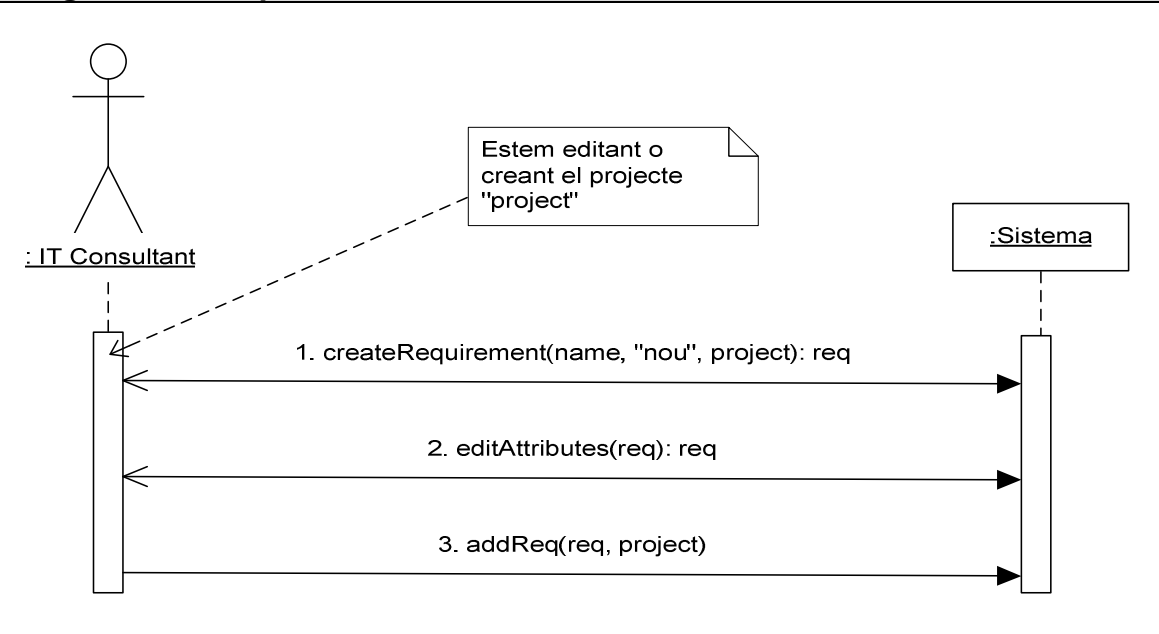 Estem editant o
creant el projecte
"project"
: IT Consultant
:Sistema
1. createRequirement(name, "nou", project): req
2. editAttributes(req): req
3. addReq(req, project)